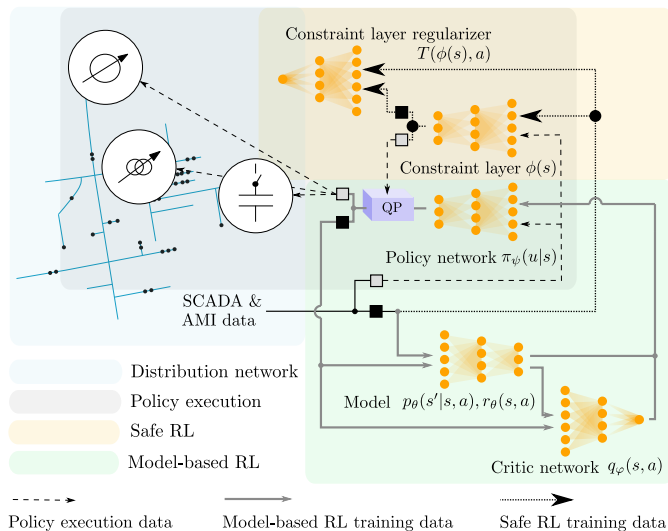 Constraint layer regularizer
T(ϕ(s), a)
Constraint layer ϕ(s)
QP
Policy network π_ψ(u|s)
SCADA &
AMI data
Distribution network
Policy execution
Safe RL
Model-based RL
Model p_θ(s'|s, a), r_θ(s, a)
Critic network q_φ(s, a)
Policy execution data
Model-based RL training data
Safe RL training data